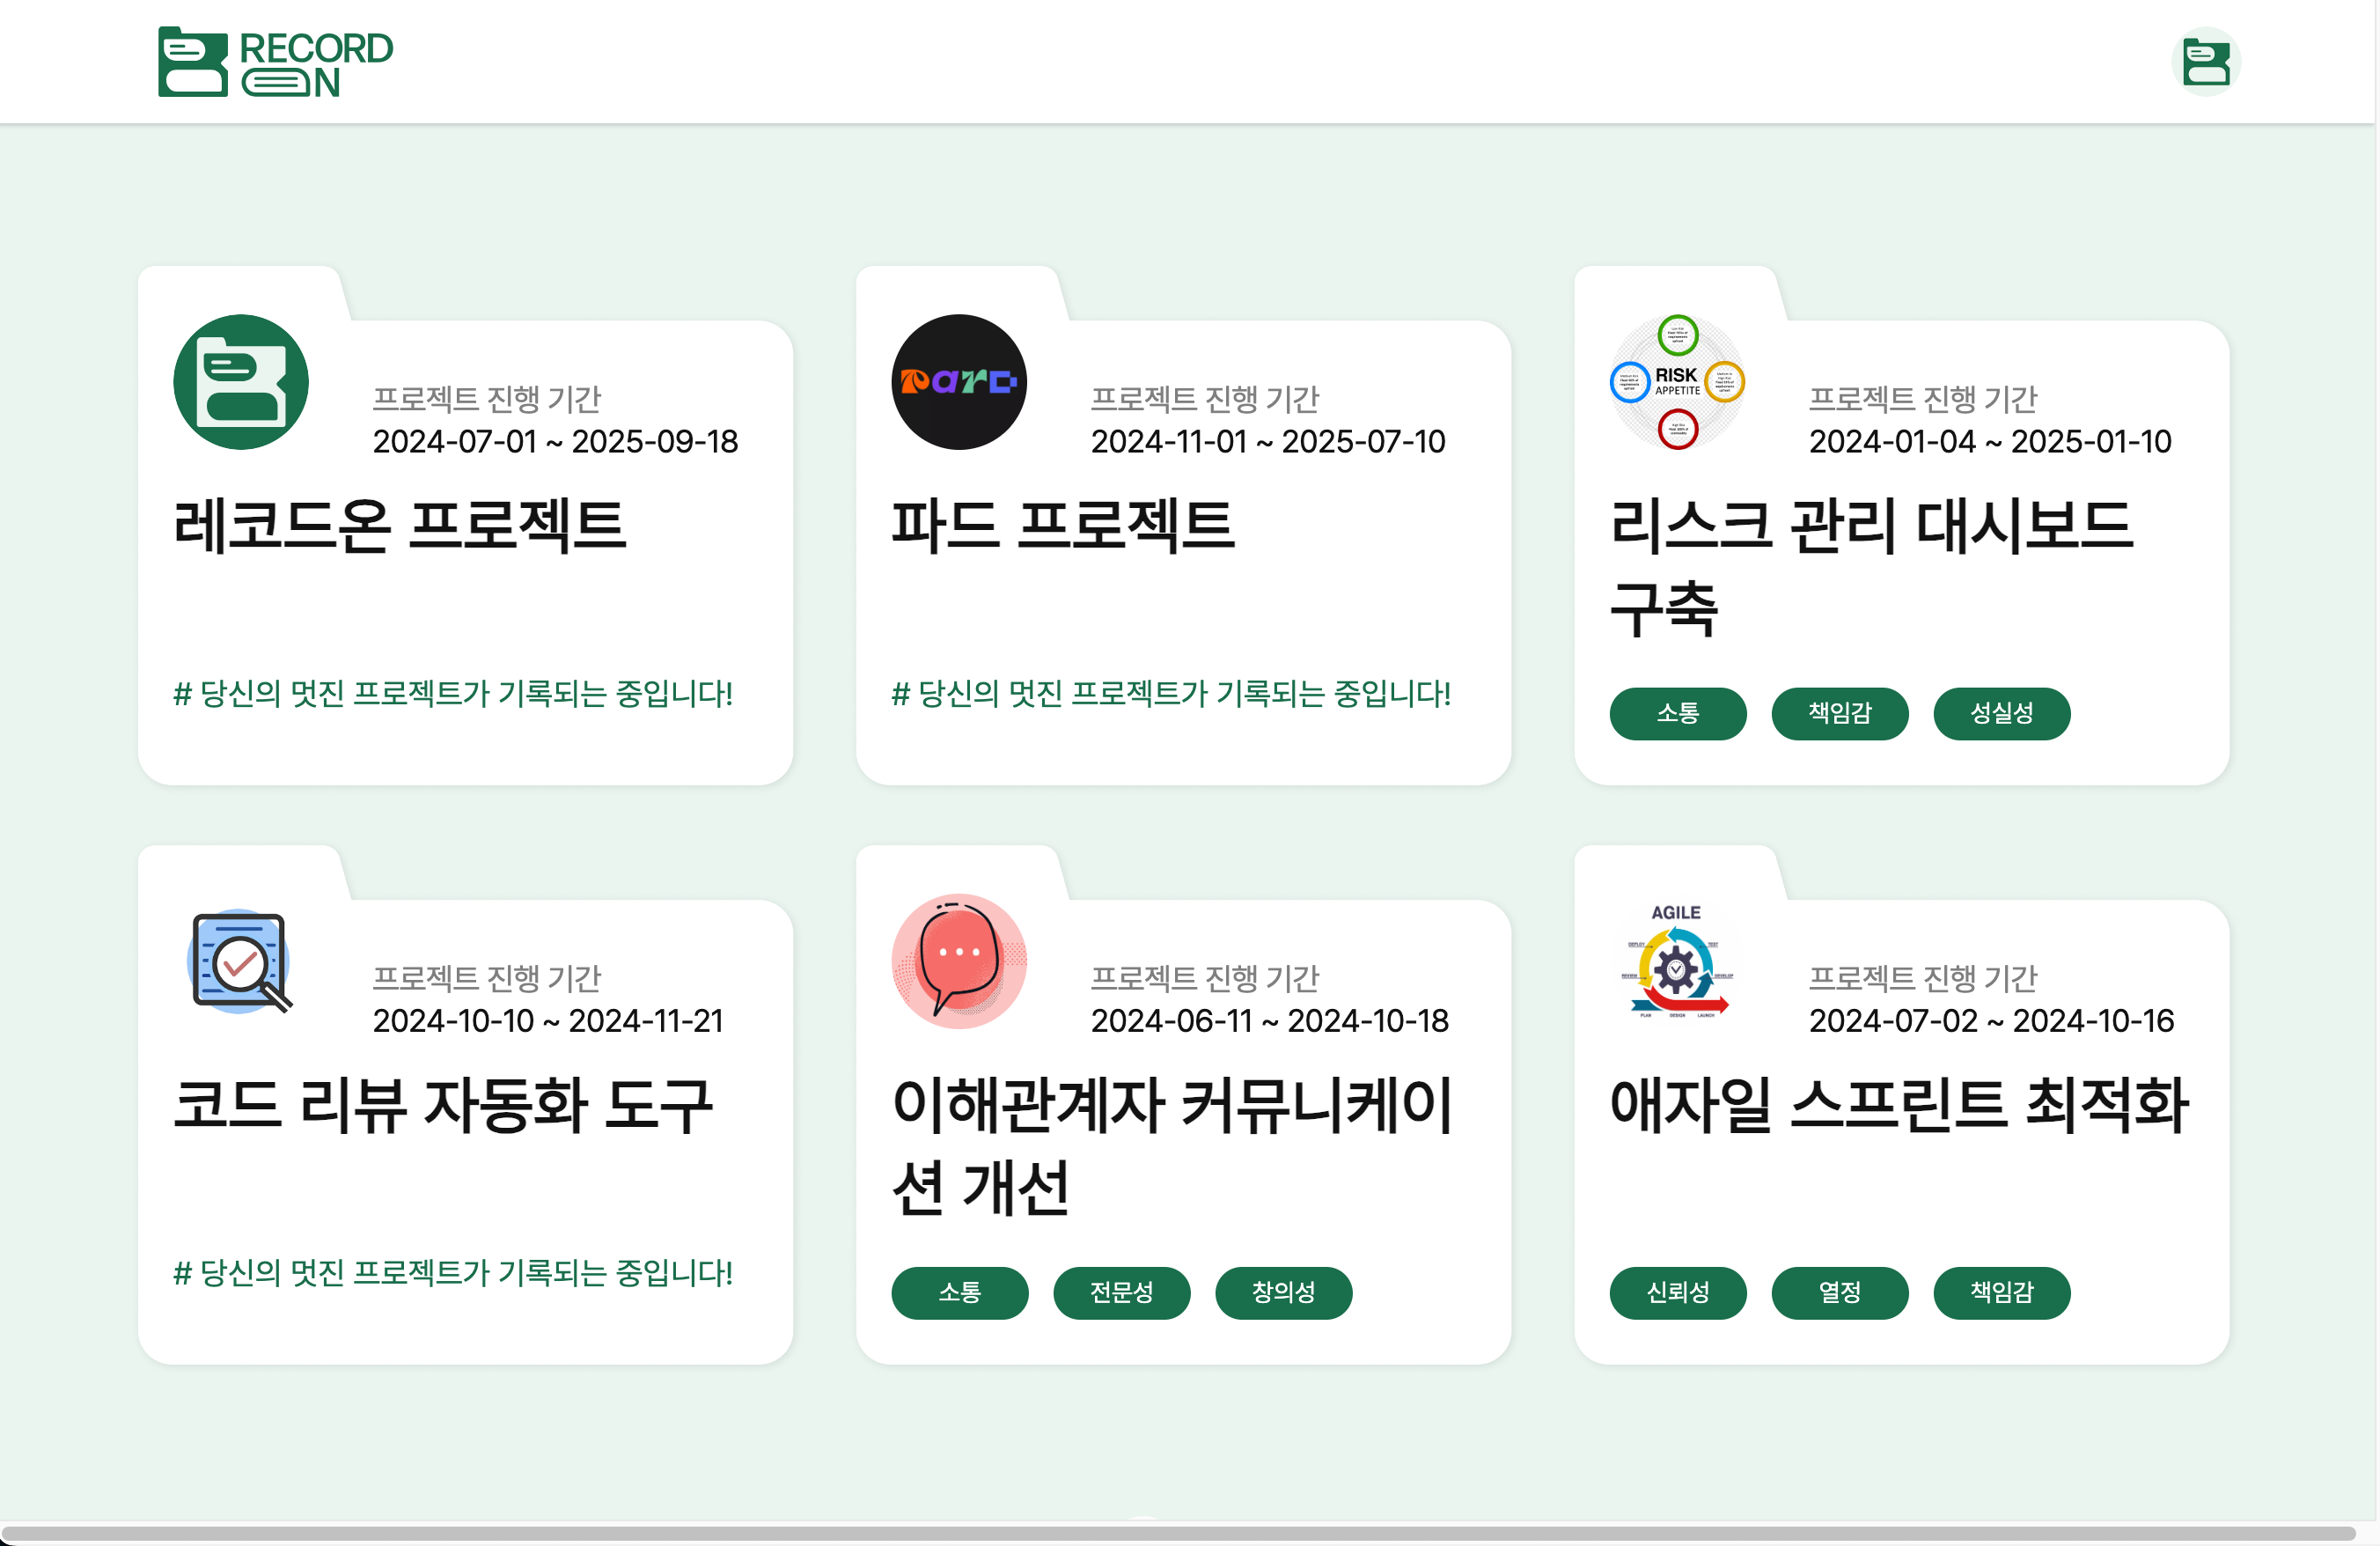 RECORD
ON
프로젝트 진행 기간
2024-07-01 ~ 2025-09-18
레코드온 프로젝트
# 당신의 멋진 프로젝트가 기록되는 중입니다!
pard
프로젝트 진행 기간
2024-11-01 ~ 2025-07-10
파드 프로젝트
# 당신의 멋진 프로젝트가 기록되는 중입니다!
RISK
APPETITE
프로젝트 진행 기간
2024-01-04 ~ 2025-01-10
리스크 관리 대시보드
구축
소통
책임감
성실성
프로젝트 진행 기간
2024-10-10 ~ 2024-11-21
코드 리뷰 자동화 도구
# 당신의 멋진 프로젝트가 기록되는 중입니다!
프로젝트 진행 기간
2024-06-11 ~ 2024-10-18
이해관계자 커뮤니케이
션 개선
소통
전문성
창의성
AGILE
DEPLOY
TEST
REVIEW
DEVELOP
PLAN
DESIGN
LAUNCH
프로젝트 진행 기간
2024-07-02 ~ 2024-10-16
애자일 스프린트 최적화
신뢰성
열정
책임감